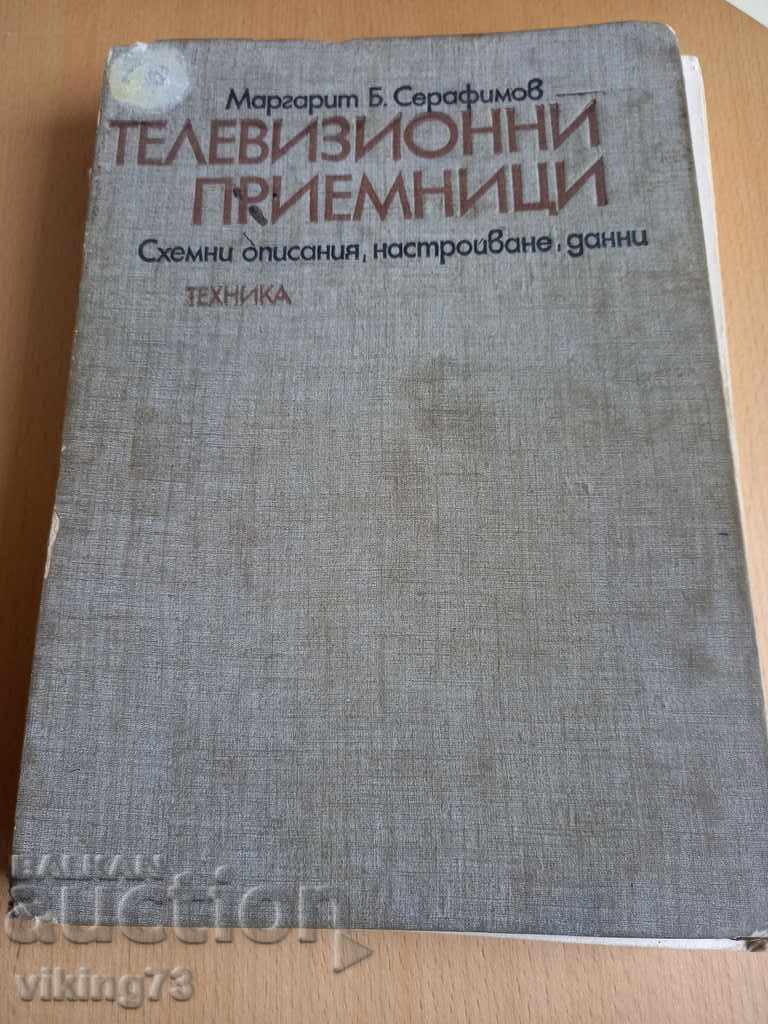 Маргарит Б. Серафимов
ТЕЛЕВИЗИОННИ
ПРИЕМНИЦИ
Схемни описания, настройване, данни
ТЕХНИКА
BALKAN
auction
viking73